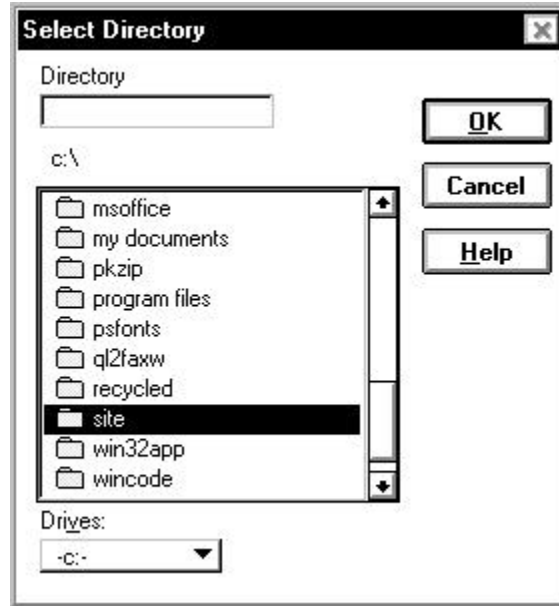 Select Directory
Directory
OK
c:\
Cancel
msoffice
my documents
Help
pkzip
program files
psfonts
ql2faxw
recycled
site
win32app
wincode
Drives:
-c:-